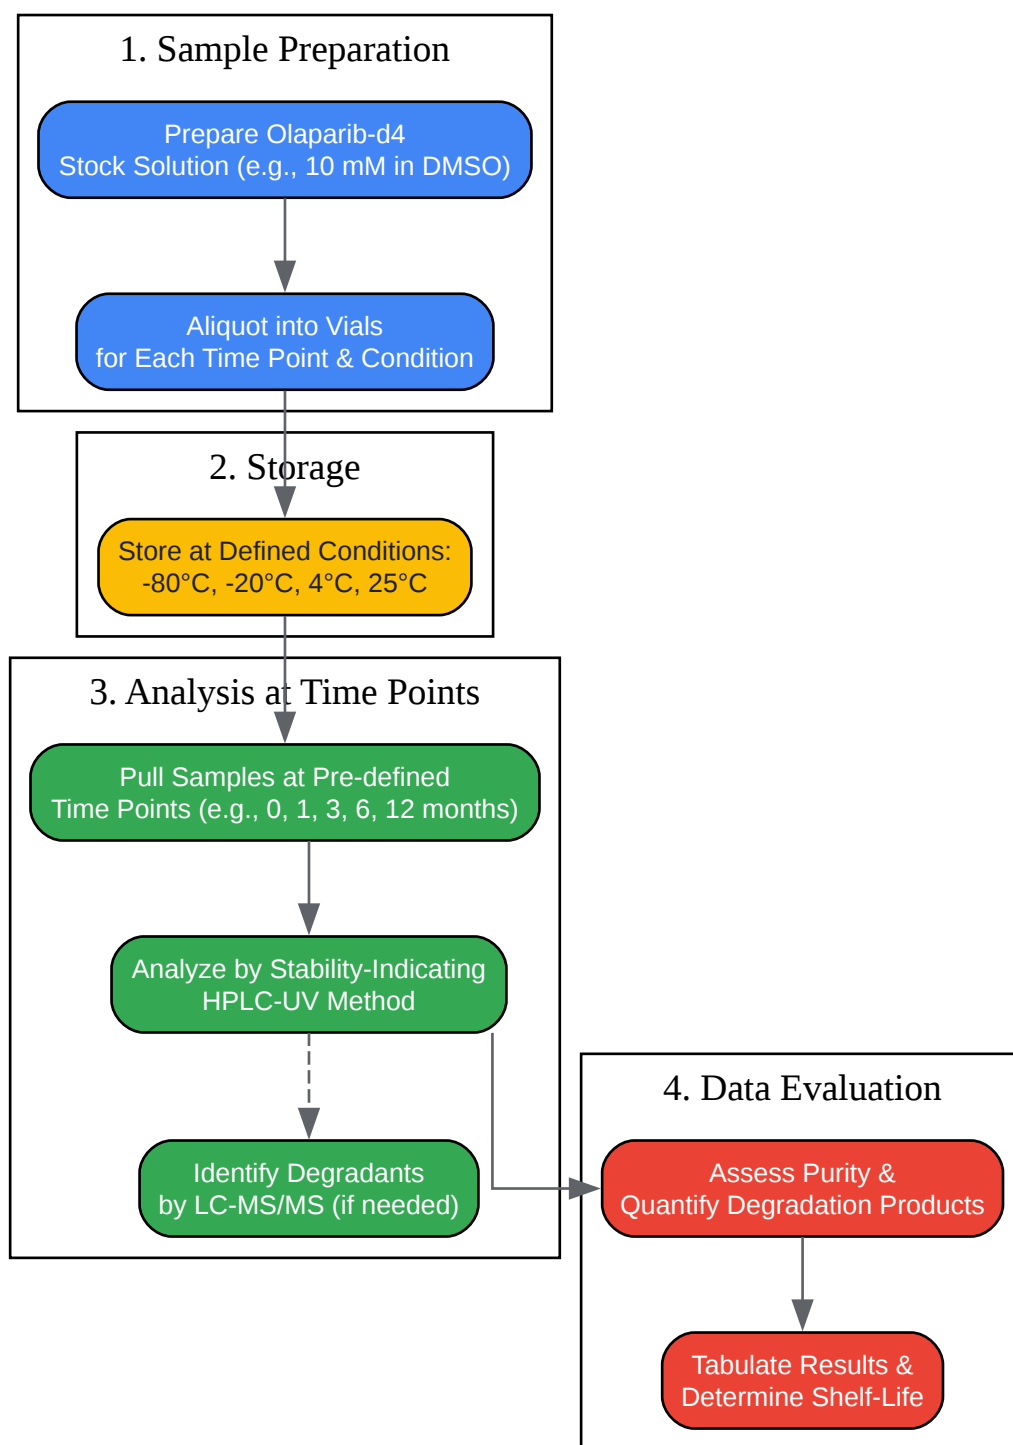 1. Sample Preparation
Prepare Olaparib-d4
Stock Solution (e.g., 10 mM in DMSO)
Aliquot into Vials
for Each Time Point & Condition
2. Storage
Store at Defined Conditions:
-80°C, -20°C, 4°C, 25°C
3. Analysis at Time Points
Pull Samples at Pre-defined
Time Points (e.g., 0, 1, 3, 6, 12 months)
Analyze by Stability-Indicating
HPLC-UV Method
Identify Degradants
by LC-MS/MS (if needed)
4. Data Evaluation
Assess Purity &
Quantify Degradation Products
Tabulate Results &
Determine Shelf-Life